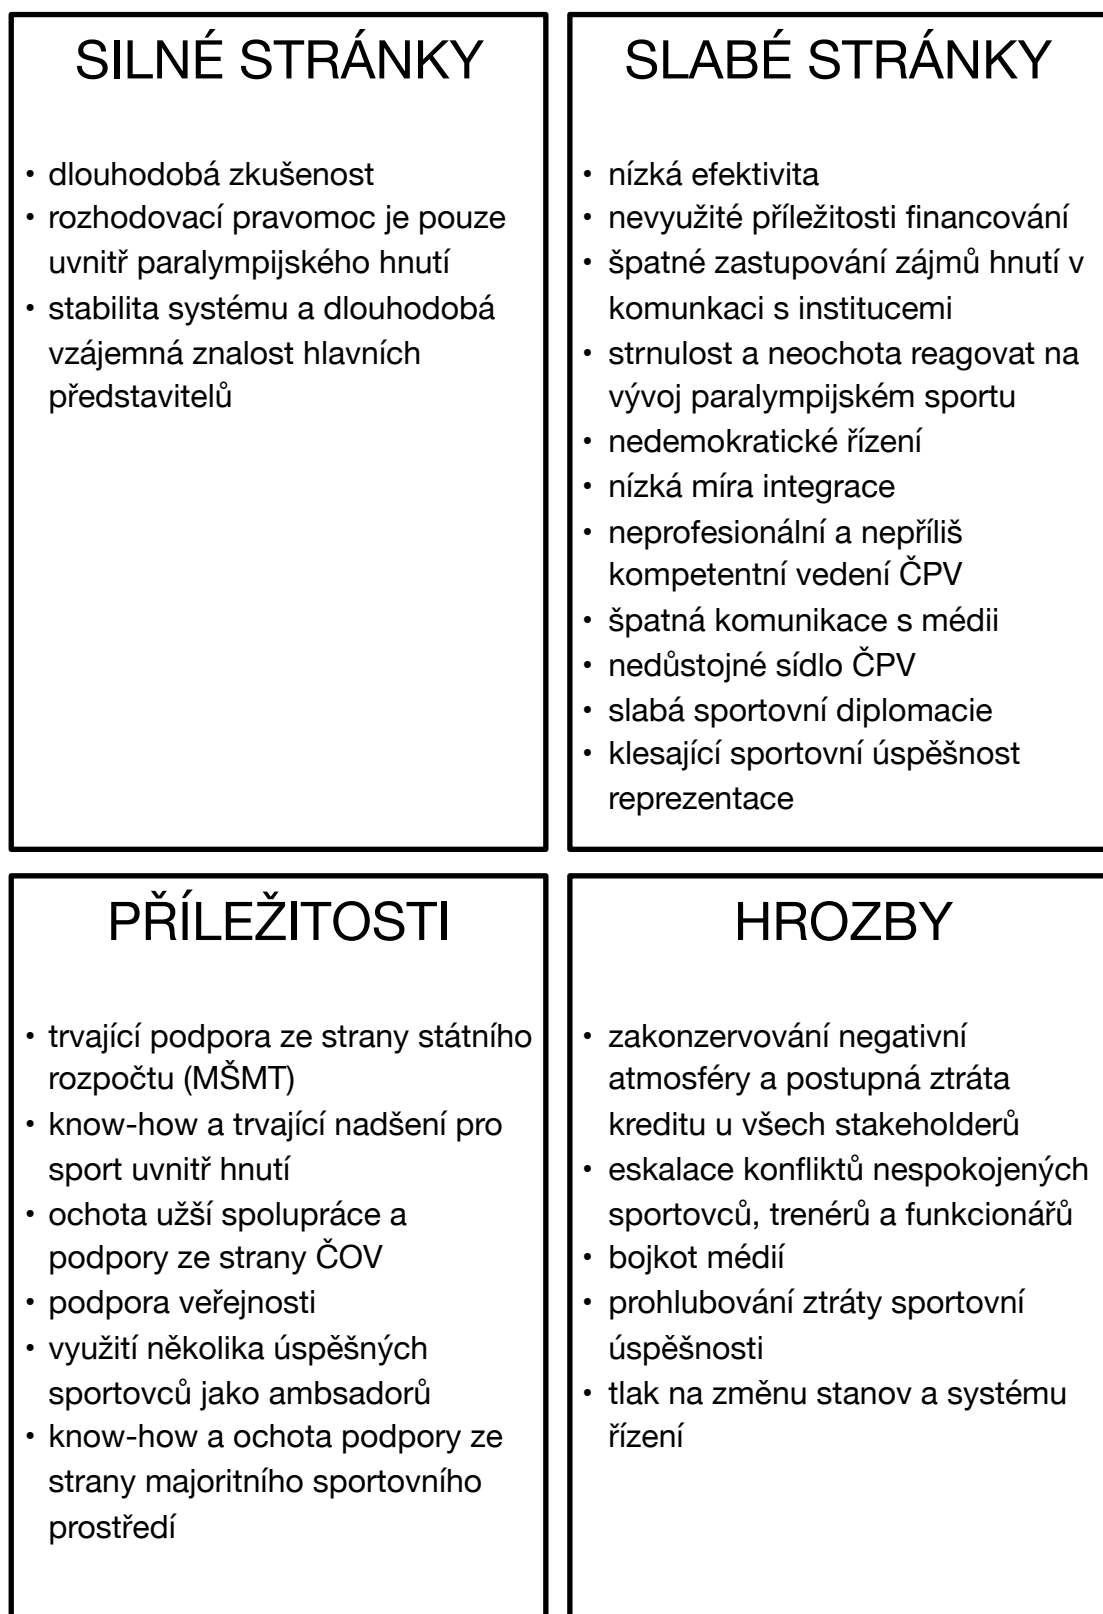 SILNÉ STRÁNKY
• dlouhodobá zkušenost
• rozhodovací pravomoc je pouze
uvnitř paralympijského hnutí
• stabilita systému a dlouhodobá
vzájemná znalost hlavních
představitelů
SLABÉ STRÁNKY
• nízká efektivita
• nevyužité příležitosti financování
• špatné zastupování zájmů hnutí v
komunkaci s institucemi
• strnulost a neochota reagovat na
vývoj paralympijském sportu
• nedemokratické řízení
• nízká míra integrace
• neprofesionální a nepříliš
kompetentní vedení ČPV
• špatná komunikace s médii
• nedůstojné sídlo ČPV
• slabá sportovní diplomacie
• klesající sportovní úspěšnost
reprezentace
PŘÍLEŽITOSTI
• trvající podpora ze strany státního
rozpočtu (MŠMT)
• know-how a trvající nadšení pro
sport uvnitř hnutí
• ochota užší spolupráce a
podpory ze strany ČOV
• podpora veřejnosti
• využití několika úspěšných
sportovců jako ambsadorů
• know-how a ochota podpory ze
strany majoritního sportovního
prostředí
HROZBY
• zakonzervování negativní
atmosféry a postupná ztráta
kreditu u všech stakeholderů
• eskalace konfliktů nespokojených
sportovců, trenérů a funkcionářů
• bojkot médií
• prohlubování ztráty sportovní
úspěšnosti
• tlak na změnu stanov a systému
řízení